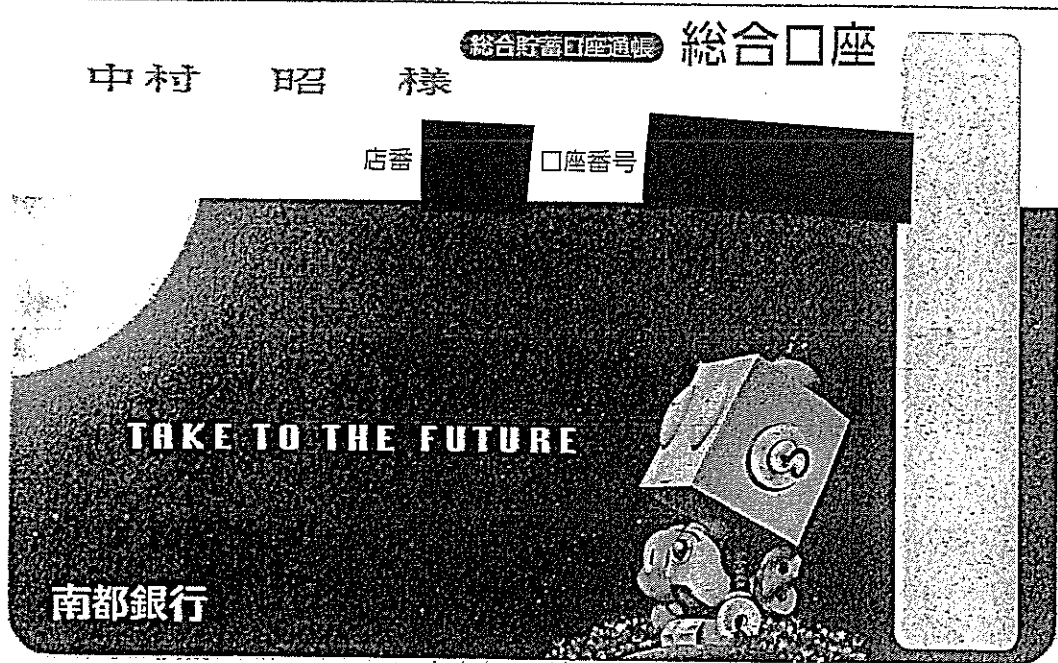 総合貯蓄口座通帳 総合口座
中村 昭 様
店番 口座番号
TAKE TO THE FUTURE
南都銀行